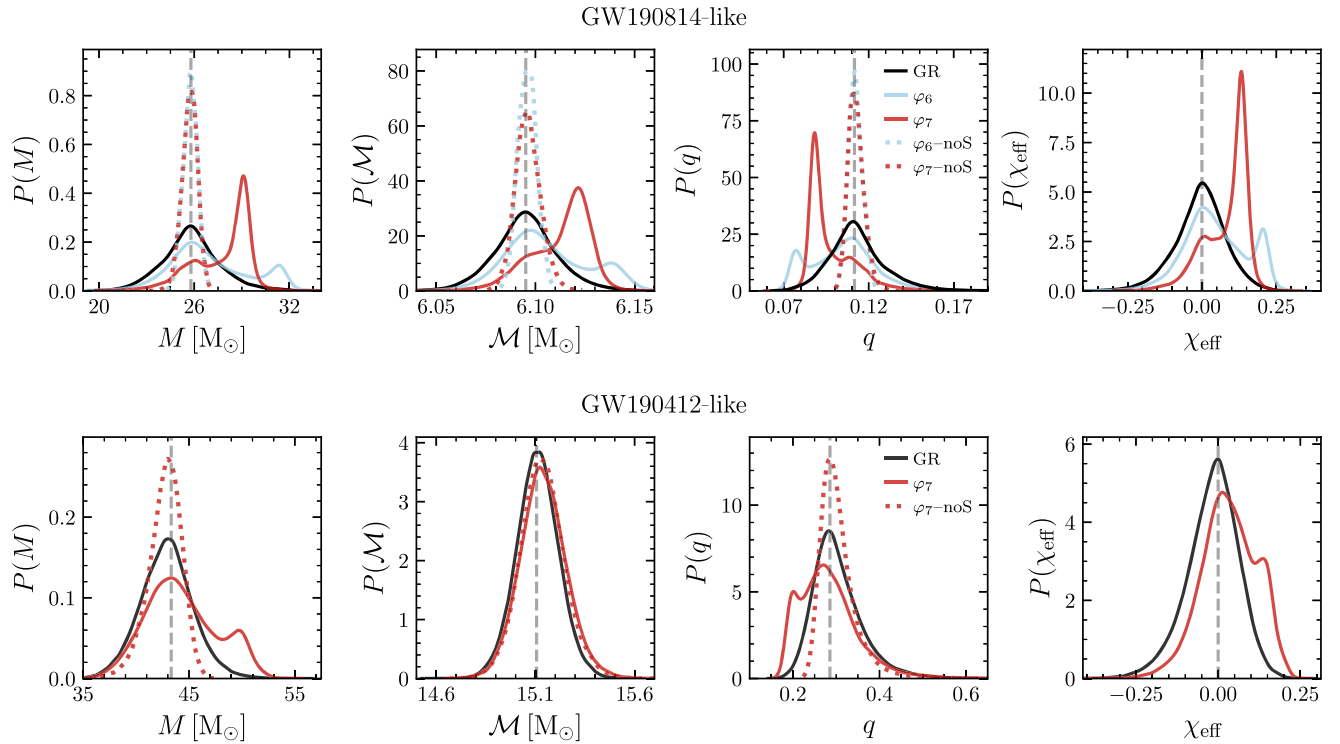 GW190814-like
P(M)
0.8
0.6
0.4
0.2
0.0
20
26
32
M [M⊙]
P(ℳ)
80
60
40
20
0
6.05
6.10
6.15
ℳ [M⊙]
P(q)
100
75
50
25
0
0.07
0.12
0.17
q
GR
φ6
φ7
φ6−noS
φ7−noS
P(χeff)
10.0
7.5
5.0
2.5
0.0
−0.25
0.00
0.25
χeff
GW190412-like
P(M)
0.2
0.1
0.0
35
45
55
M [M⊙]
P(ℳ)
4
3
2
1
0
14.6
15.1
15.6
ℳ [M⊙]
P(q)
10
5
0
0.2
0.4
0.6
q
GR
φ7
φ7−noS
P(χeff)
6
4
2
0
−0.25
0.00
0.25
χeff